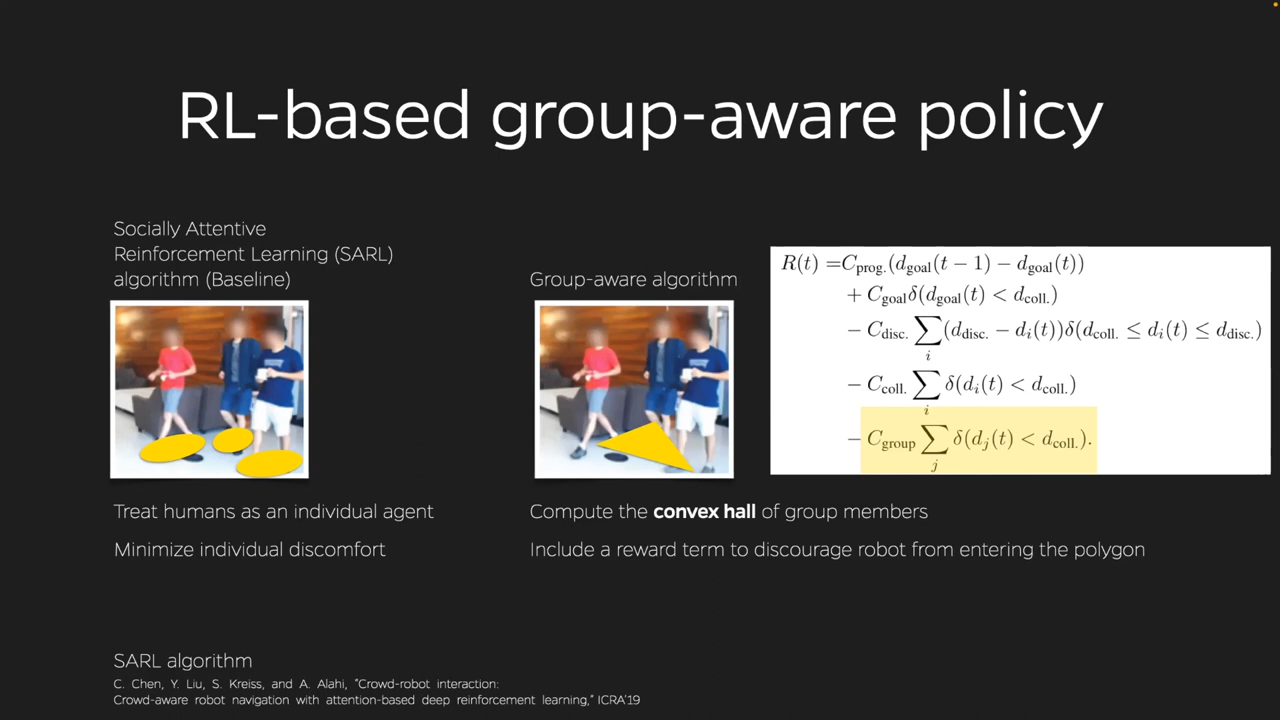 RL-based group-aware policy
Socially Attentive
Reinforcement Learning (SARL)
algorithm (Baseline)
Group-aware algorithm
R(t) =C_prog.(d_goal(t − 1) − d_goal(t))
+ C_goal δ(d_goal(t) < d_coll.)
− C_disc. ∑_i (d_disc. − d_i(t))δ(d_coll. ≤ d_i(t) ≤ d_disc.)
− C_coll. ∑_i δ(d_i(t) < d_coll.)
− C_group ∑_j δ(d_j(t) < d_coll.).
Treat humans as an individual agent
Minimize individual discomfort
Compute the convex hall of group members
Include a reward term to discourage robot from entering the polygon
SARL algorithm
C. Chen, Y. Liu, S. Kreiss, and A. Alahi, “Crowd-robot interaction:
Crowd-aware robot navigation with attention-based deep reinforcement learning,” ICRA’19